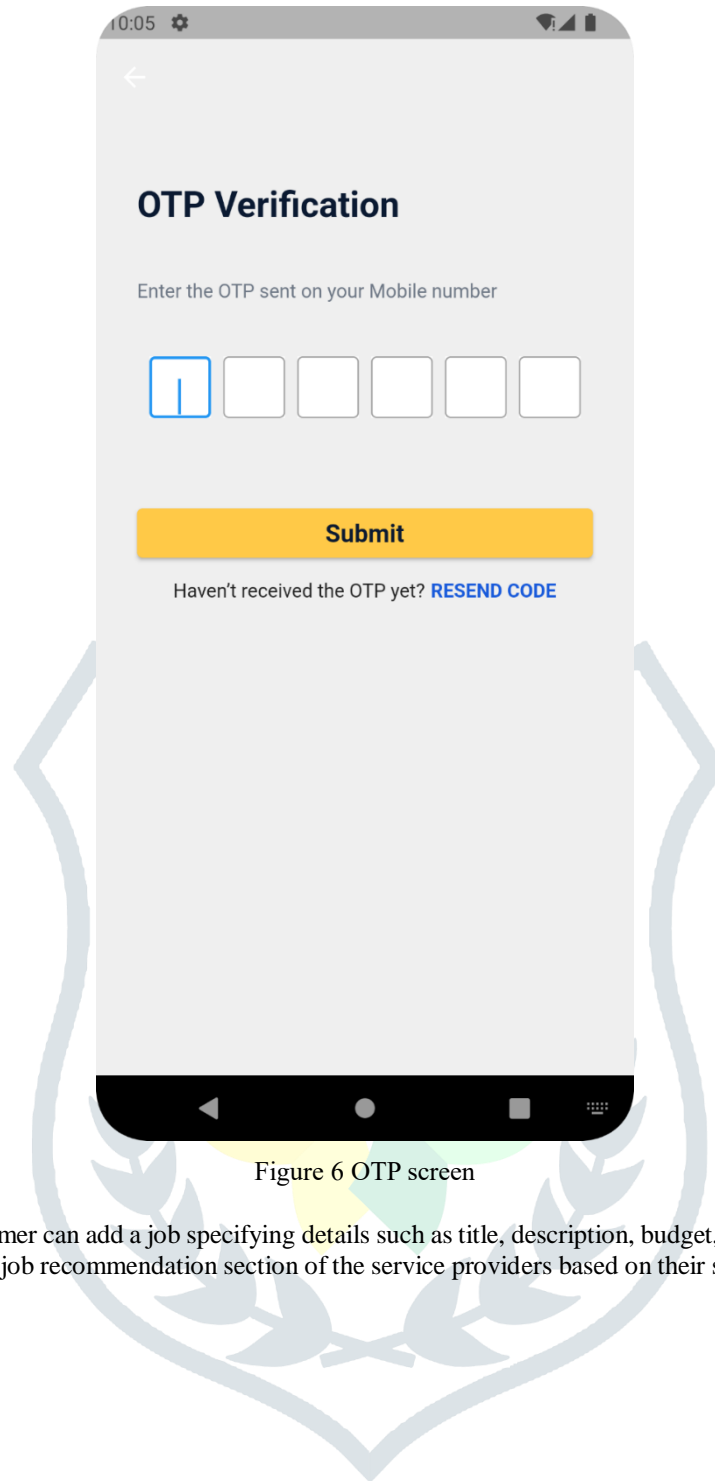 10:05
OTP Verification
Enter the OTP sent on your Mobile number
Submit
Haven’t received the OTP yet? RESEND CODE
Figure 6 OTP screen
can add a job specifying details such as title, description, budget,
job recommendation section of the service providers based on their